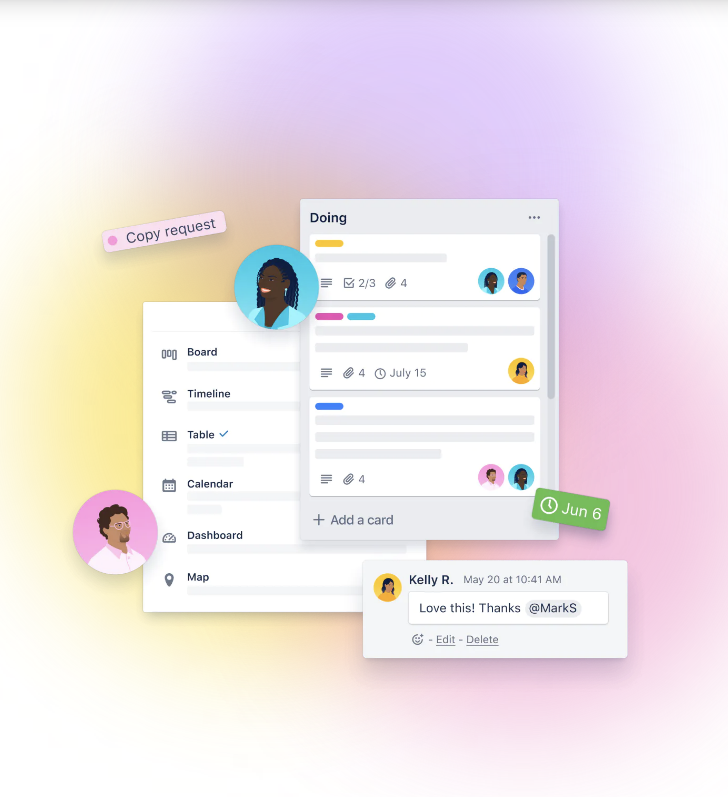 Copy request
Doing
2/3 4
4 July 15
4
+ Add a card
Board
Timeline
Table
Calendar
Dashboard
Map
Jun 6
Kelly R. May 20 at 10:41 AM
Love this! Thanks @MarkS
- Edit - Delete